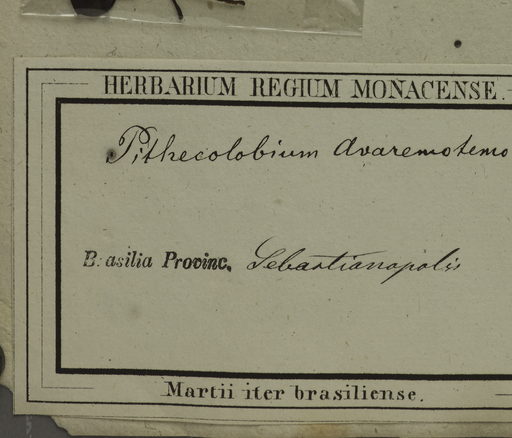 HERBARIUM REGIUM MONACENSE.
Pithecolobium Avaremotemo
Brasilia Provinc. Sebastianopolis
Martii iter brasiliense.